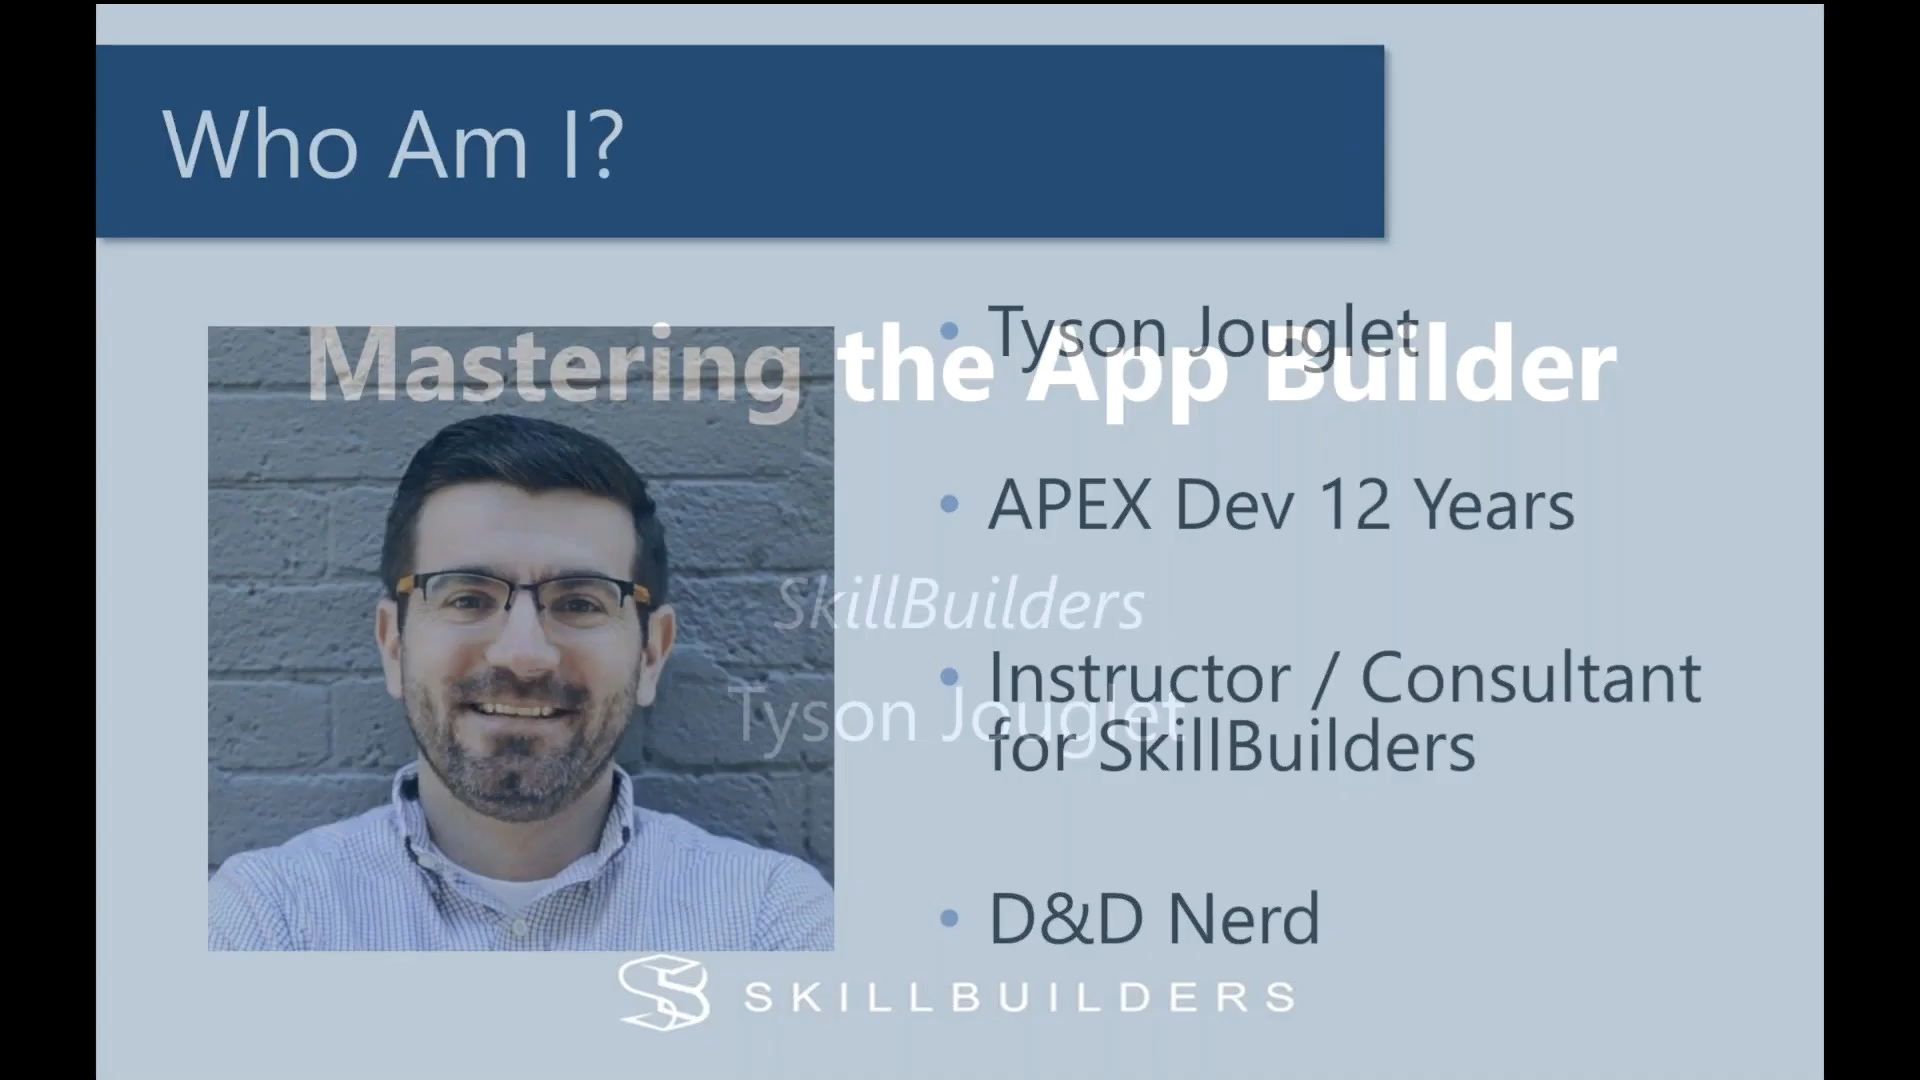 Who Am I?
Mastering the App Builder
• Tyson Jouglet
• APEX Dev 12 Years
SkillBuilders
Tyson Jouglet
• Instructor / Consultant
for SkillBuilders
• D&D Nerd
SKILLBUILDERS